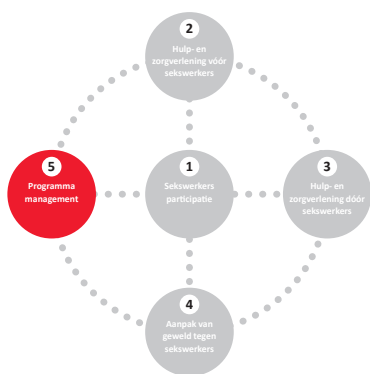 2
Hulp- en
zorgverlening vóór
sekswerkers
5
Programma
management
1
Sekswerkers
participatie
3
Hulp- en
zorgverlening dóór
sekswerkers
4
Aanpak van
geweld tegen
sekswerkers